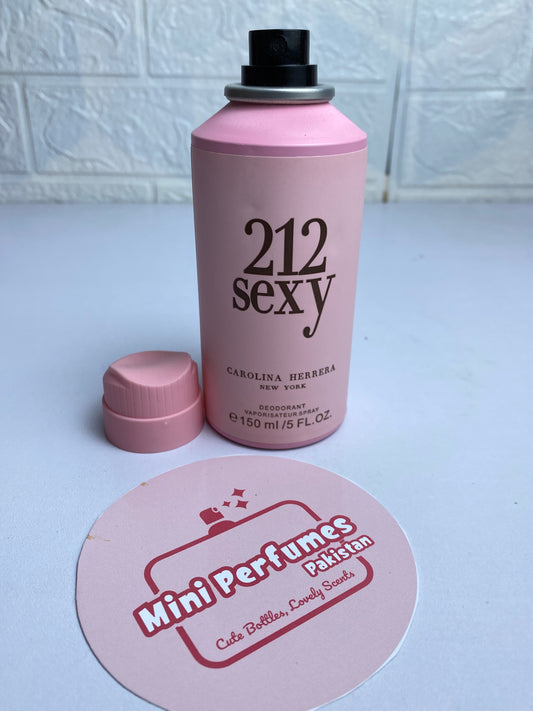 212
sexy
CAROLINA HERRERA
NEW YORK
DEODORANT
VAPORISATEUR SPRAY
℮150 ml /5 FL.OZ.
Mini Perfumes
Pakistan
Cute Bottles, Lovely Scents